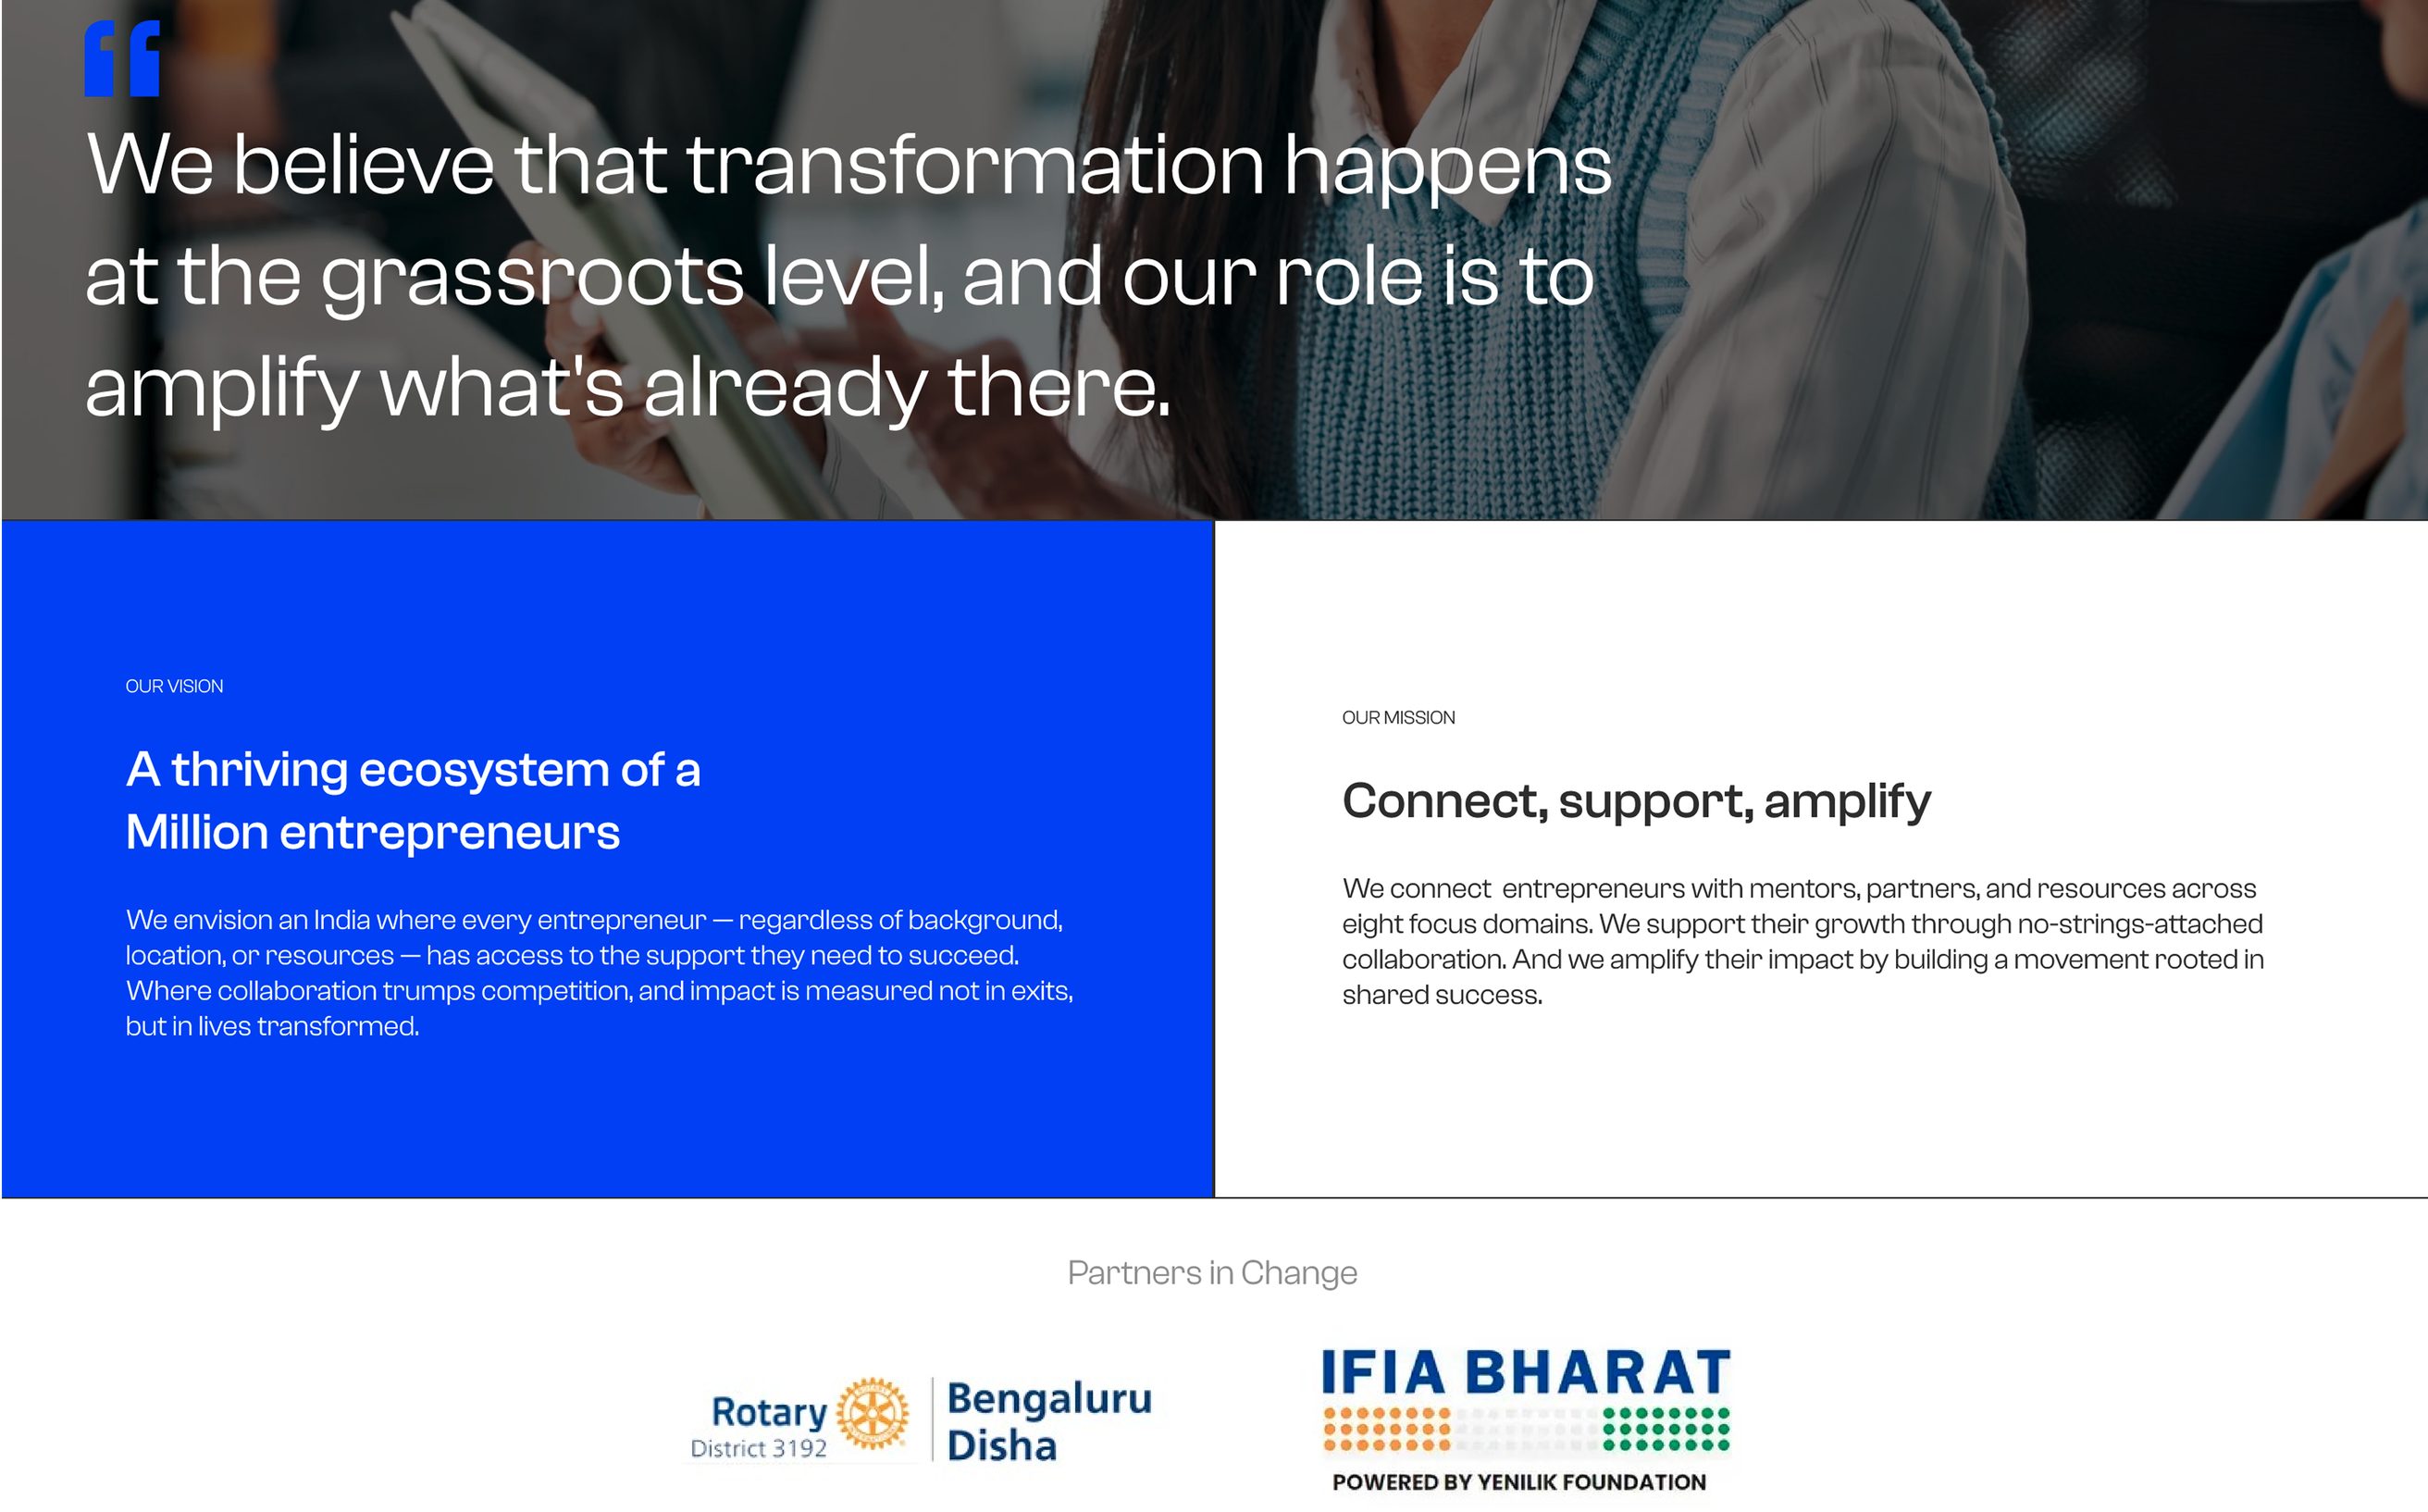 We believe that transformation happens
at the grassroots level, and our role is to
amplify what's already there.
OUR VISION
A thriving ecosystem of a
Million entrepreneurs
We envision an India where every entrepreneur — regardless of background,
location, or resources — has access to the support they need to succeed.
Where collaboration trumps competition, and impact is measured not in exits,
but in lives transformed.
OUR MISSION
Connect, support, amplify
We connect  entrepreneurs with mentors, partners, and resources across
eight focus domains. We support their growth through no-strings-attached
collaboration. And we amplify their impact by building a movement rooted in
shared success.
Partners in Change
Rotary
District 3192
Bengaluru
Disha
IFIA BHARAT
POWERED BY YENILIK FOUNDATION